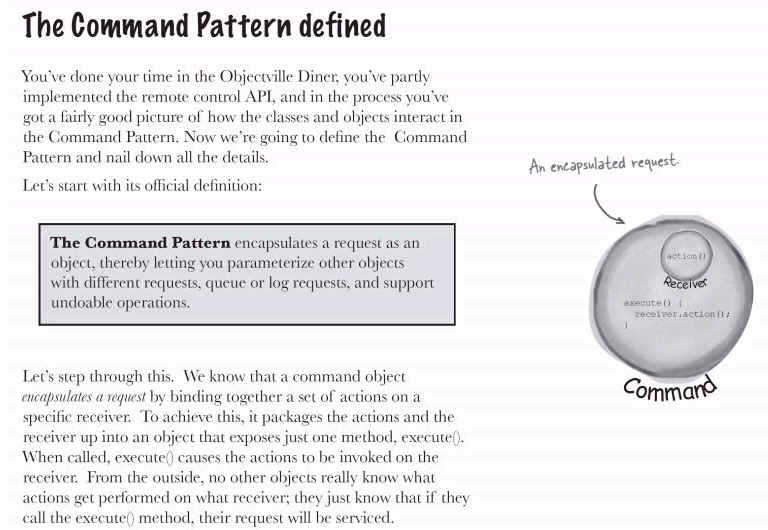 The Command Pattern defined
You've done your time in the Objectville Diner, you've partly
implemented the remote control API, and in the process you've
got a fairly good picture of how the classes and objects interact in
the Command Pattern. Now we're going to define the Command
Pattern and nail down all the details.
Let's start with its official definition:
The Command Pattern encapsulates a request as an
object, thereby letting you parameterize other objects
with different requests, queue or log requests, and support
undoable operations.
An encapsulated request.
action()
Receiver
execute() {
receiver.action();
}
Command
Let's step through this. We know that a command object
encapsulates a request by binding together a set of actions on a
specific receiver. To achieve this, it packages the actions and the
receiver up into an object that exposes just one method, execute().
When called, execute() causes the actions to be invoked on the
receiver. From the outside, no other objects really know what
actions get performed on what receiver; they just know that if they
call the execute() method, their request will be serviced.